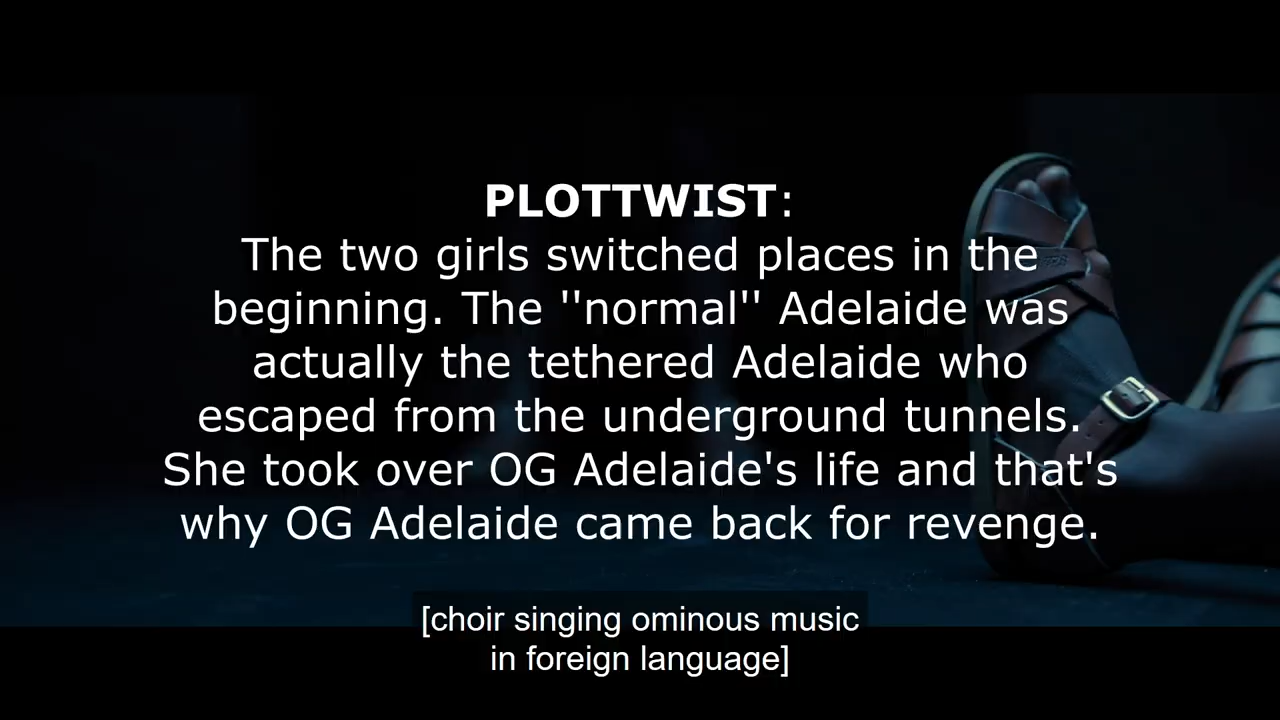 PLOTTWIST:
The two girls switched places in the
beginning. The ''normal'' Adelaide was
actually the tethered Adelaide who
escaped from the underground tunnels.
She took over OG Adelaide's life and that's
why OG Adelaide came back for revenge.
[choir singing ominous music
in foreign language]